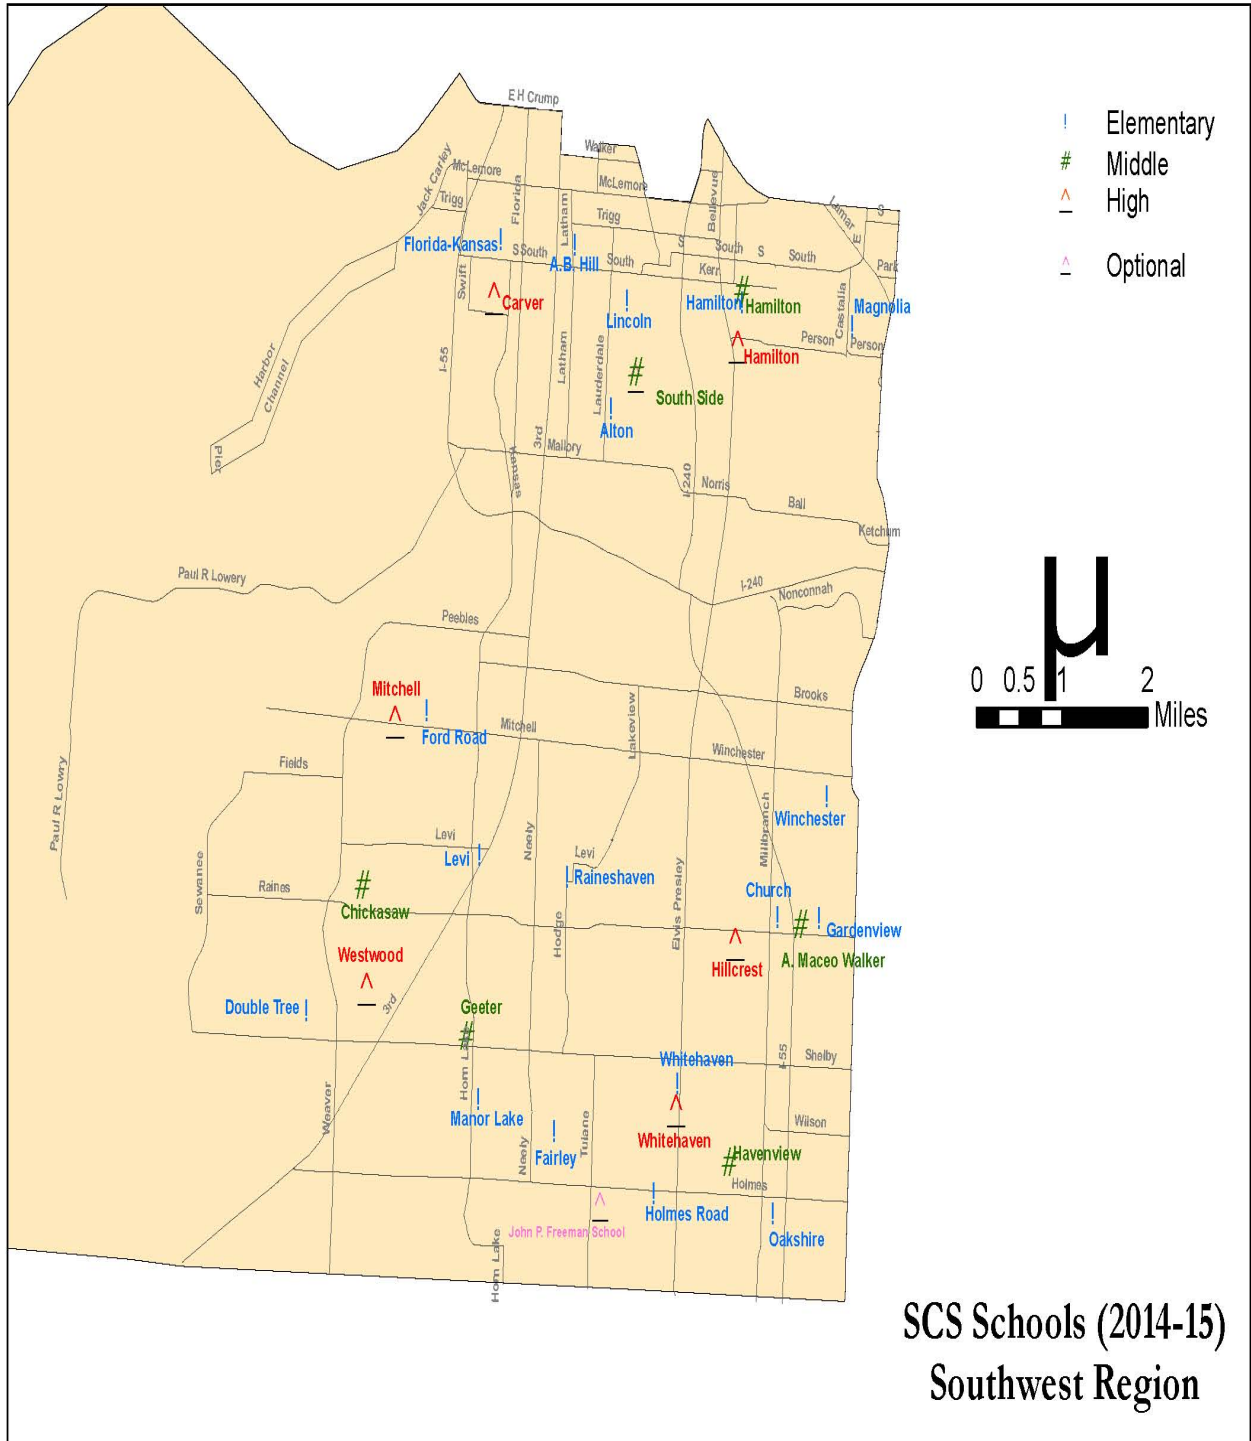 E H Crump
Walker
Jack Carley
McLemore
McLemore
Bellevue
Trigg
Florida
Latham
Trigg
Lamar
S
E
Florida-Kansas
S South
A.B. Hill
South
S
South
S
South
Kerr
Park
Swift
Carver
Lincoln
Hamilton
Hamilton
Castalia
Magnolia
Harbor
Channel
I-55
Latham
Lauderdale
Hamilton
Person
Person
South Side
Alton
Pier
3rd
Mallory
Kansas
I-240
Norris
Ball
Ketchum
Paul R Lowery
I-240
Nonconnah
Peebles
Mitchell
Ford Road
Mitchell
Lakeview
Brooks
Winchester
Fields
Paul R Lowry
Winchester
Millbranch
Levi
Levi
Neely
Levi
Raineshaven
Sewanee
Raines
Chickasaw
Hodge
Elvis Presley
Church
Gardenview
Hillcrest
A. Maceo Walker
Westwood
3rd
Double Tree
Geeter
Horn Lake
Whitehaven
I-55
Shelby
Weaver
Manor Lake
Neely
Fairley
Tulane
Whitehaven
Wilson
Havenview
Holmes
Holmes Road
John P. Freeman School
Oakshire
Horn Lake
! Elementary
# Middle
^ High
^ Optional
µ
0 0.5 1 2
Miles
SCS Schools (2014-15)
Southwest Region